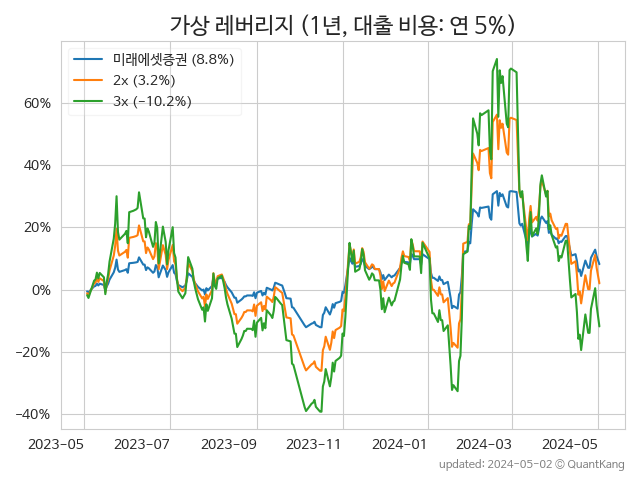 가상 레버리지 (1년, 대출 비용: 연 5%)
미래에셋증권 (8.8%)
2x (3.2%)
3x (−10.2%)
60%
40%
20%
0%
−20%
−40%
2023-05 2023-07 2023-09 2023-11 2024-01 2024-03 2024-05
updated: 2024-05-02 © QuantKang